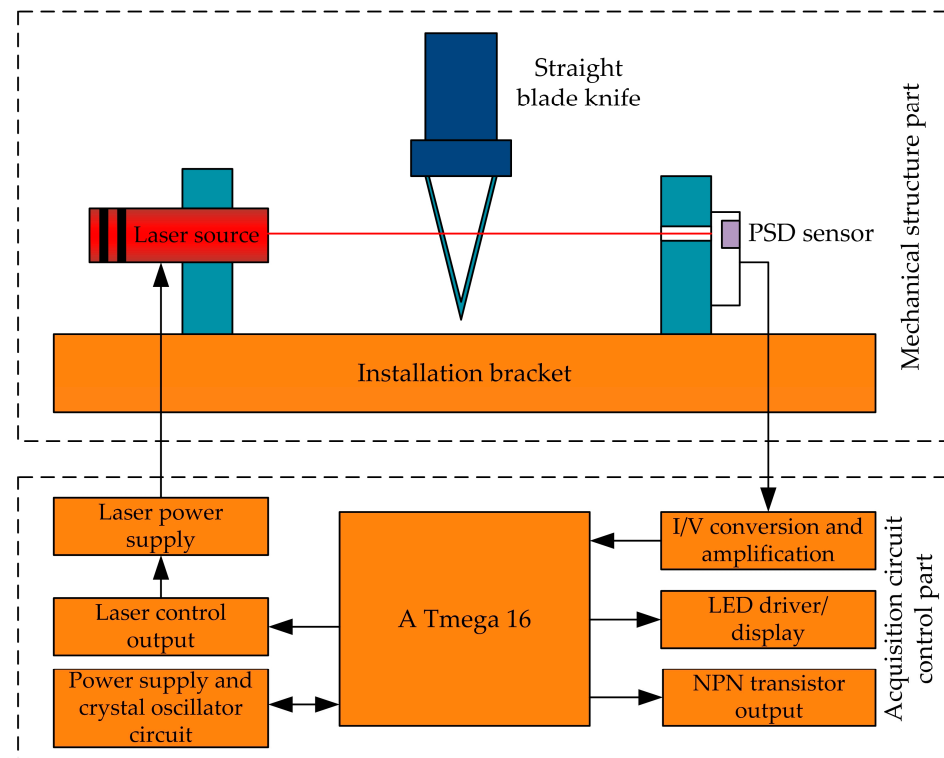 Straight
blade knife
Mechanical structure part
Laser source
PSD sensor
Installation bracket
Laser power
supply
I/V conversion and
amplification
Laser control
output
A Tmega 16
LED driver/
display
Acquisition circuit
control part
Power supply and
crystal oscillator
circuit
NPN transistor
output